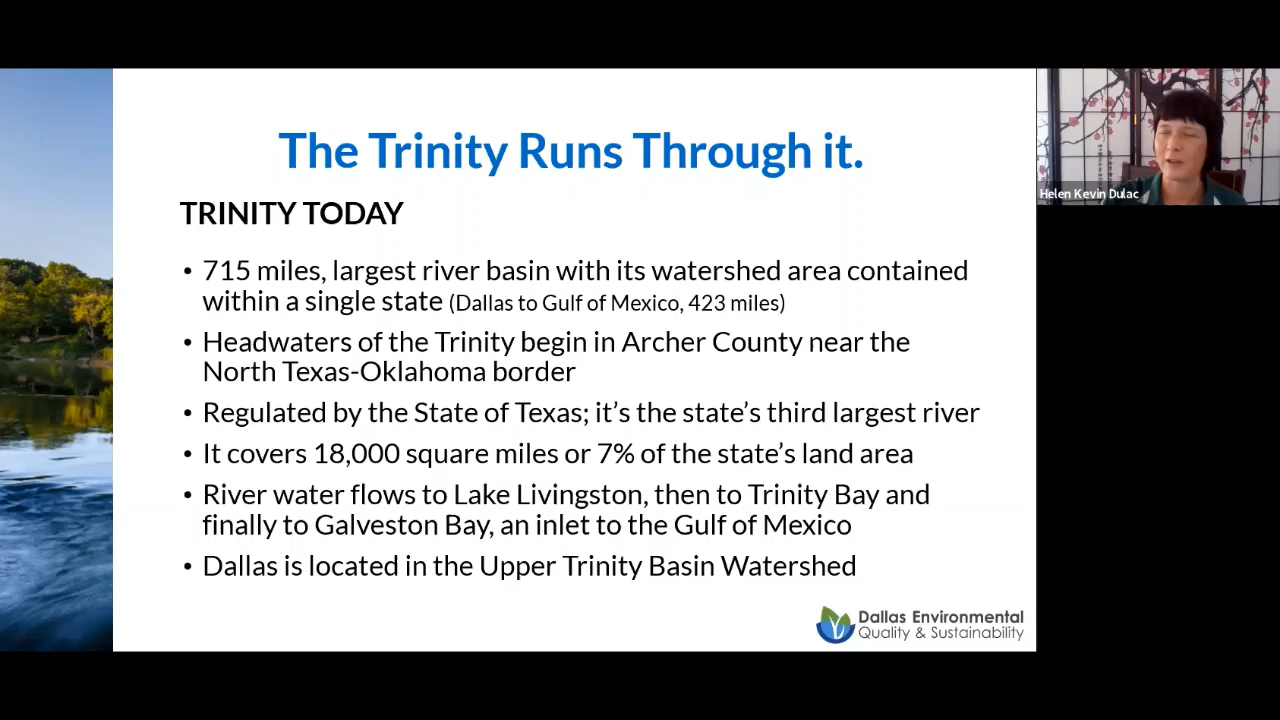 The Trinity Runs Through it.
TRINITY TODAY
• 715 miles, largest river basin with its watershed area contained
within a single state (Dallas to Gulf of Mexico, 423 miles)
• Headwaters of the Trinity begin in Archer County near the
North Texas-Oklahoma border
• Regulated by the State of Texas; it’s the state’s third largest river
• It covers 18,000 square miles or 7% of the state’s land area
• River water flows to Lake Livingston, then to Trinity Bay and
finally to Galveston Bay, an inlet to the Gulf of Mexico
• Dallas is located in the Upper Trinity Basin Watershed
Dallas Environmental
Quality & Sustainability
Helen Kevin Dulac